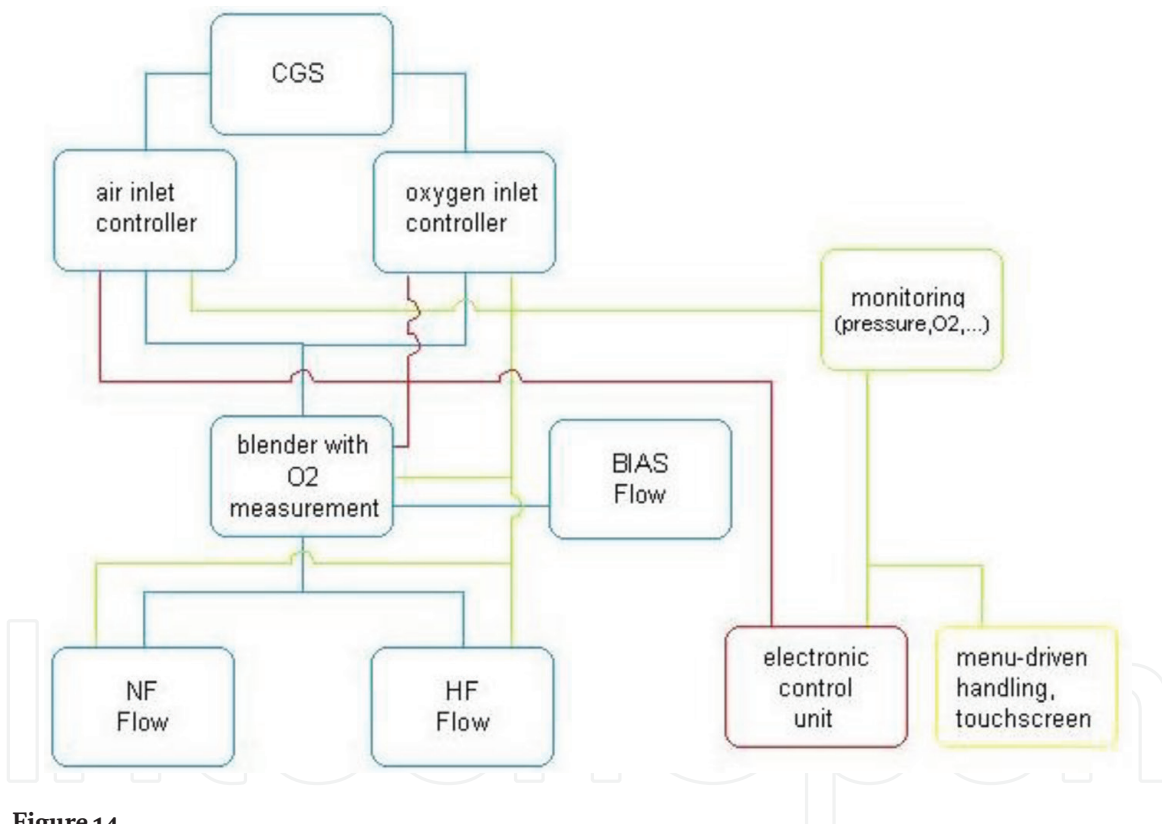 CGS
air inlet
controller
oxygen inlet
controller
monitoring
(pressure,O2,...)
blender with
O2
measurement
BIAS
Flow
NF
Flow
HF
Flow
electronic
control
unit
menu-driven
handling,
touchscreen
Figure 14